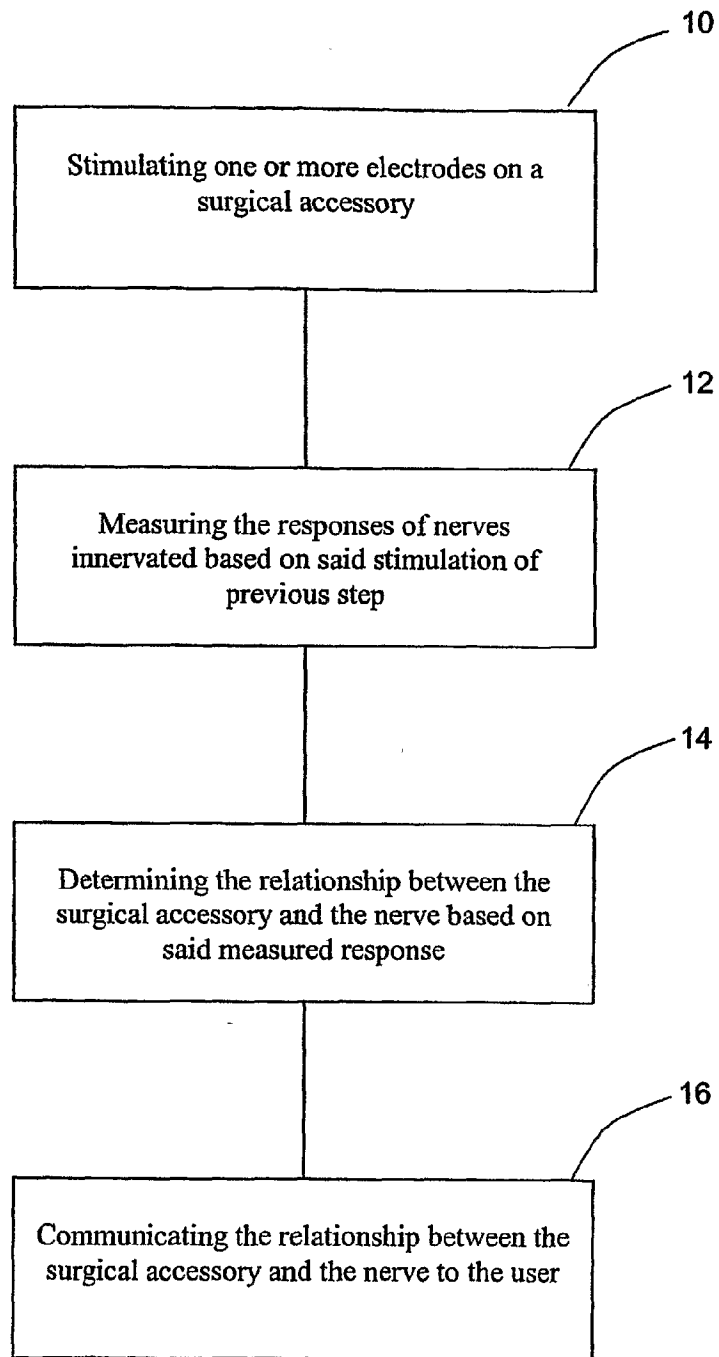 10
Stimulating one or more electrodes on a
surgical accessory
12
Measuring the responses of nerves
innervated based on said stimulation of
previous step
14
Determining the relationship between the
surgical accessory and the nerve based on
said measured response
16
Communicating the relationship between the
surgical accessory and the nerve to the user